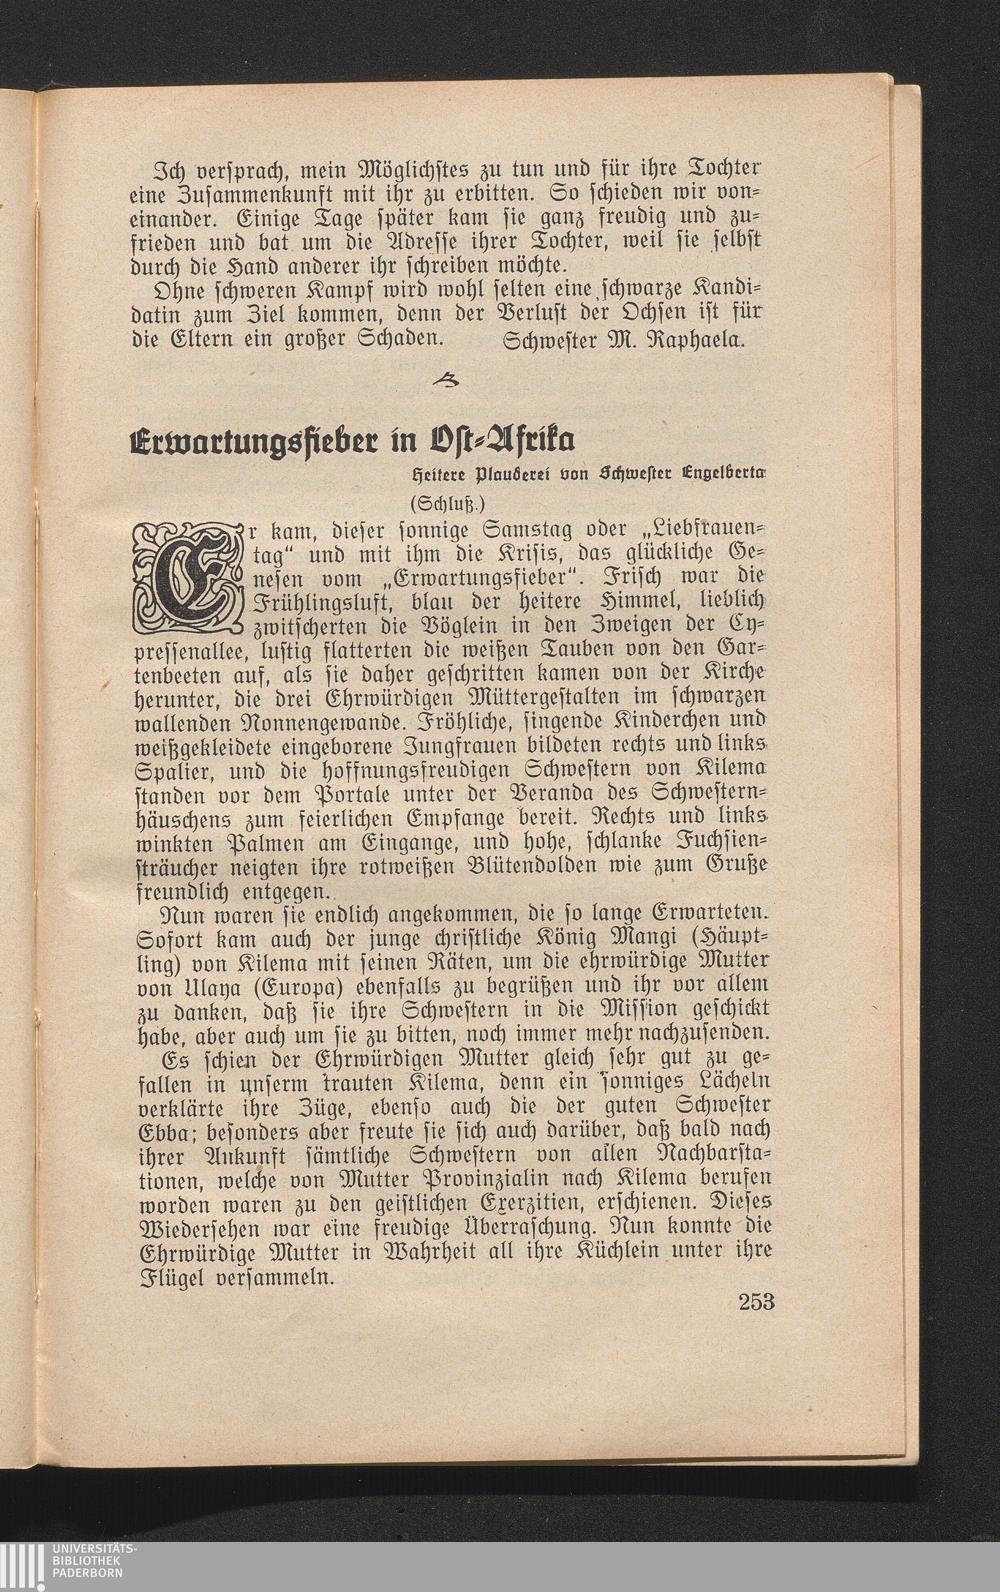 Ich versprach, mein Möglichstes zu tun und für ihre Tochter
eine Zusammenkunft mit ihr zu erbitten. So schieden wir von-
einander. Einige Tage später kam sie ganz freudig und zu-
frieden und bat um die Adresse ihrer Tochter, weil sie selbst
durch die Hand anderer ihr schreiben möchte.
Ohne schweren Kampf wird wohl selten eine schwarze Kandi-
datin zum Ziel kommen, denn der Verlust der Ochsen ist für
die Eltern ein großer Schaden. Schwester M. Raphaela.
Erwartungsfieber in Ost-Afrika
Heitere Plauderei von Schwester Engelberta
(Schluß.)
Er kam, dieser sonnige Samstag oder „Liebfrauen-
tag“ und mit ihm die Krisis, das glückliche Ge-
nesen vom „Erwartungsfieber“. Frisch war die
Frühlingsluft, blau der heitere Himmel, lieblich
zwitscherten die Vöglein in den Zweigen der Cy-
pressenallee, lustig flatterten die weißen Tauben von den Gar-
tenbeeten auf, als sie daher geschritten kamen von der Kirche
herunter, die drei Ehrwürdigen Müttergestalten im schwarzen
wallenden Nonnengewande. Fröhliche, singende Kinderchen und
weißgekleidete eingeborene Jungfrauen bildeten rechts und links
Spalier, und die hoffnungsfreudigen Schwestern von Kilema
standen vor dem Portale unter der Veranda des Schwestern-
häuschens zum feierlichen Empfange bereit. Rechts und links
winkten Palmen am Eingange, und hohe, schlanke Fuchsien-
sträucher neigten ihre rotweißen Blütendolden wie zum Gruße
freundlich entgegen.
Nun waren sie endlich angekommen, die so lange Erwarteten.
Sofort kam auch der junge christliche König Mangi (Häupt-
ling) von Kilema mit seinen Räten, um die ehrwürdige Mutter
von Ulaya (Europa) ebenfalls zu begrüßen und ihr vor allem
zu danken, daß sie ihre Schwestern in die Mission geschickt
habe, aber auch um sie zu bitten, noch immer mehr nachzusenden.
Es schien der Ehrwürdigen Mutter gleich sehr gut zu ge-
fallen in unserm trauten Kilema, denn ein sonniges Lächeln
verklärte ihre Züge, ebenso auch die der guten Schwester
Ebba; besonders aber freute sie sich auch darüber, daß bald nach
ihrer Ankunft sämtliche Schwestern von allen Nachbarsta-
tionen, welche von Mutter Provinzialin nach Kilema berufen
worden waren zu den geistlichen Exerzitien, erschienen. Dieses
Wiedersehen war eine freudige Überraschung. Nun konnte die
Ehrwürdige Mutter in Wahrheit all ihre Küchlein unter ihre
Flügel versammeln.
253
UNIVERSITÄTS-
BIBLIOTHEK
PADERBORN